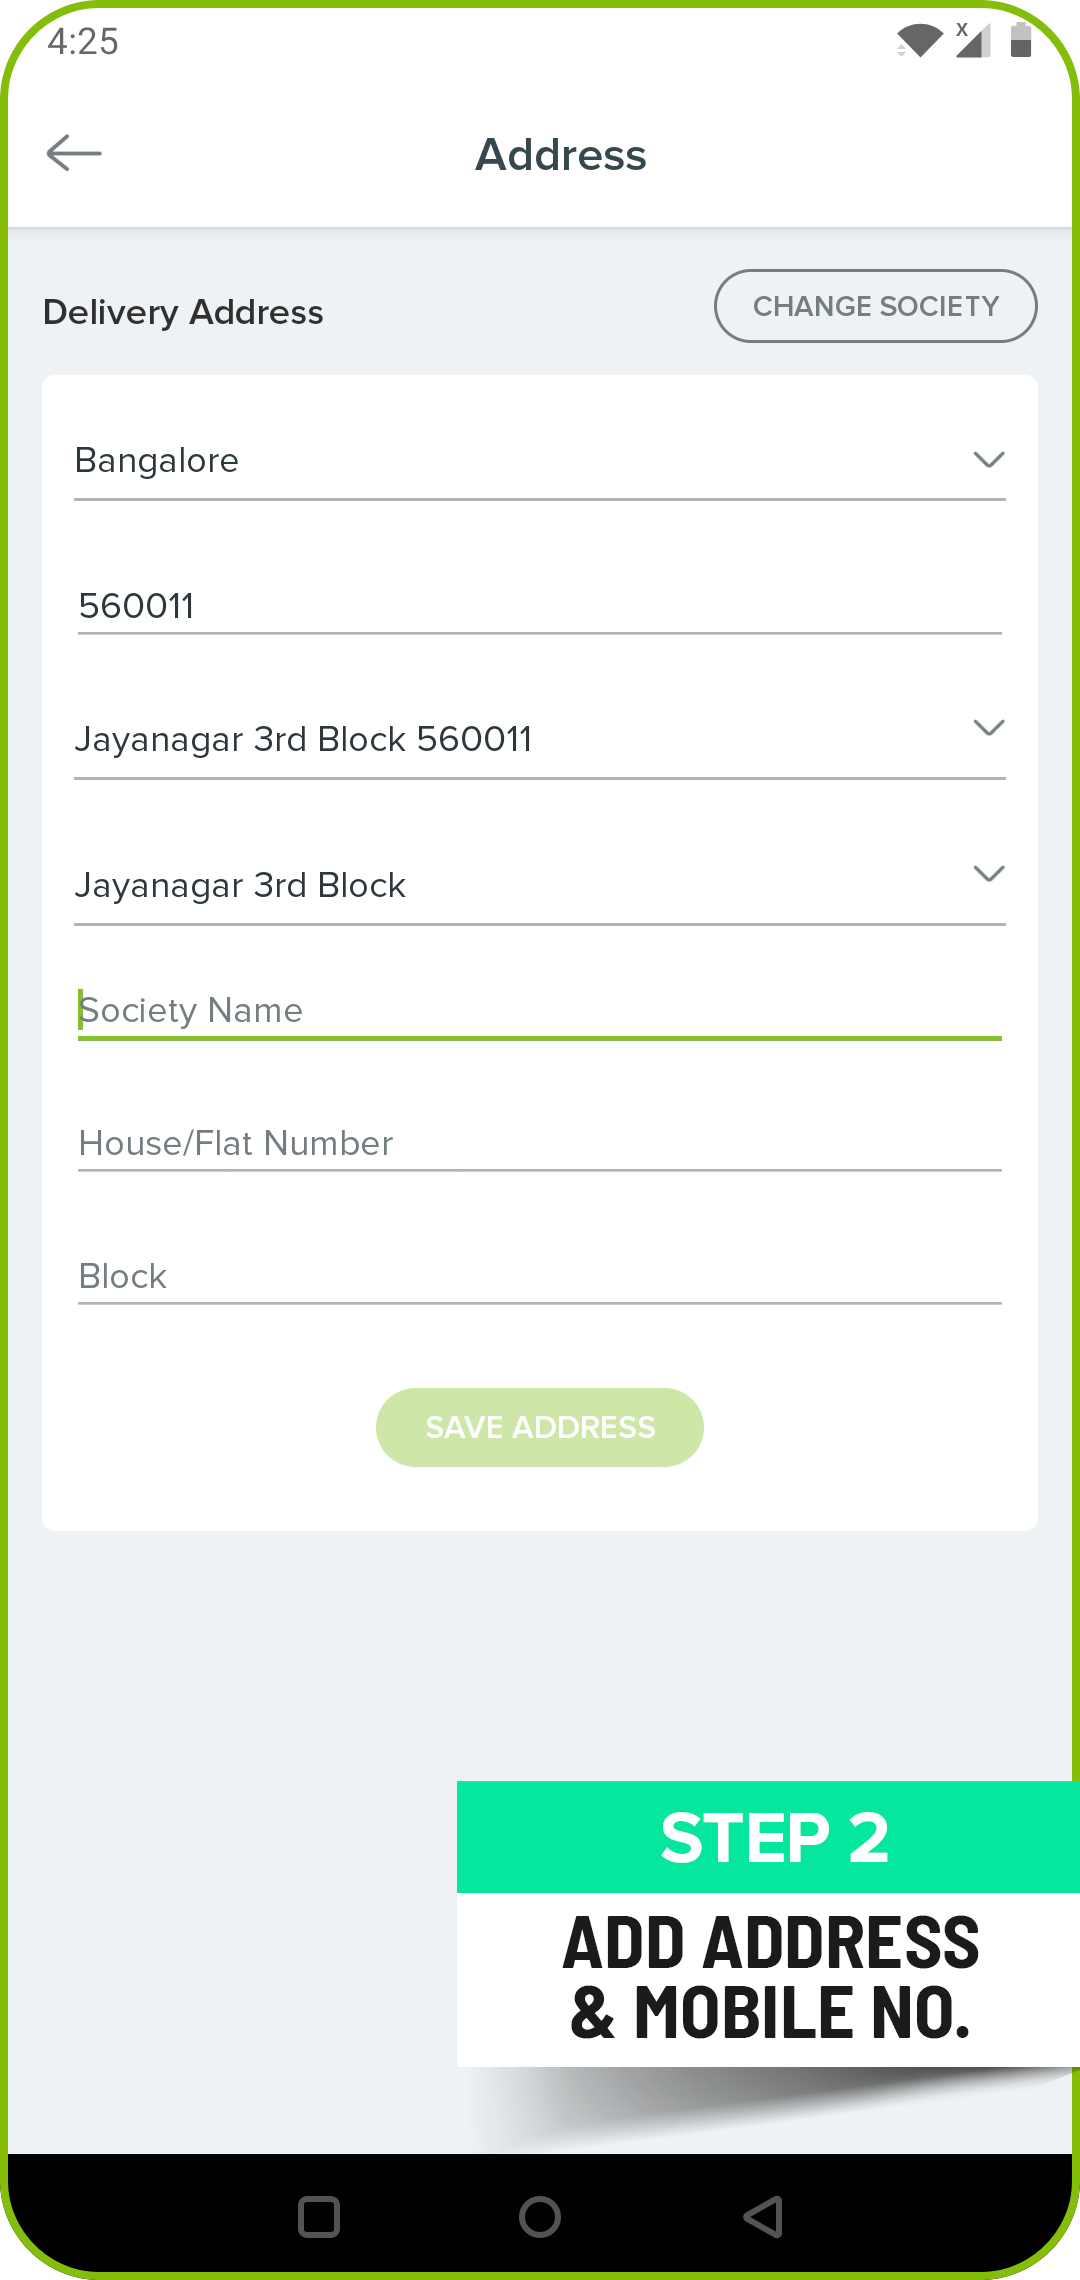 4:25
X
Address
Delivery Address
CHANGE SOCIETY
Bangalore
560011
Jayanagar 3rd Block 560011
Jayanagar 3rd Block
Society Name
House/Flat Number
Block
SAVE ADDRESS
STEP 2
ADD ADDRESS
& MOBILE NO.